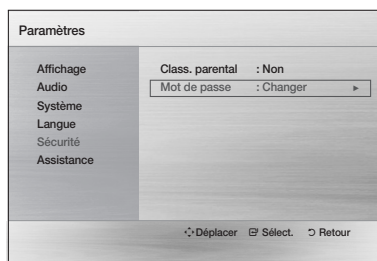 Paramètres
Affichage
Audio
Système
Langue
Sécurité
Assistance
Class. parental : Non
Mot de passe : Changer ►
Déplacer Sélect. Retour